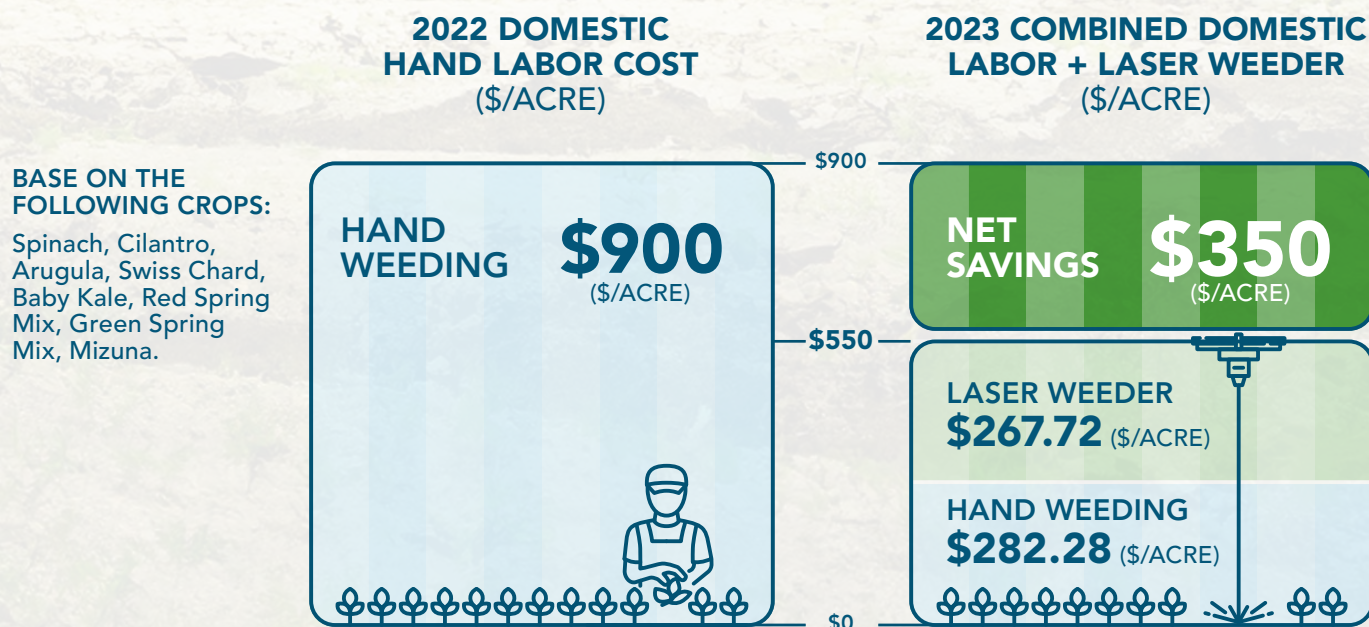 2022 DOMESTIC
HAND LABOR COST
($/ACRE)
2023 COMBINED DOMESTIC
LABOR + LASER WEEDER
($/ACRE)
BASE ON THE
FOLLOWING CROPS:
Spinach, Cilantro,
Arugula, Swiss Chard,
Baby Kale, Red Spring
Mix, Green Spring
Mix, Mizuna.
HAND
WEEDING
$900
($/ACRE)
$900
$550
$0
NET
SAVINGS
$350
($/ACRE)
LASER WEEDER
$267.72 ($/ACRE)
HAND WEEDING
$282.28 ($/ACRE)